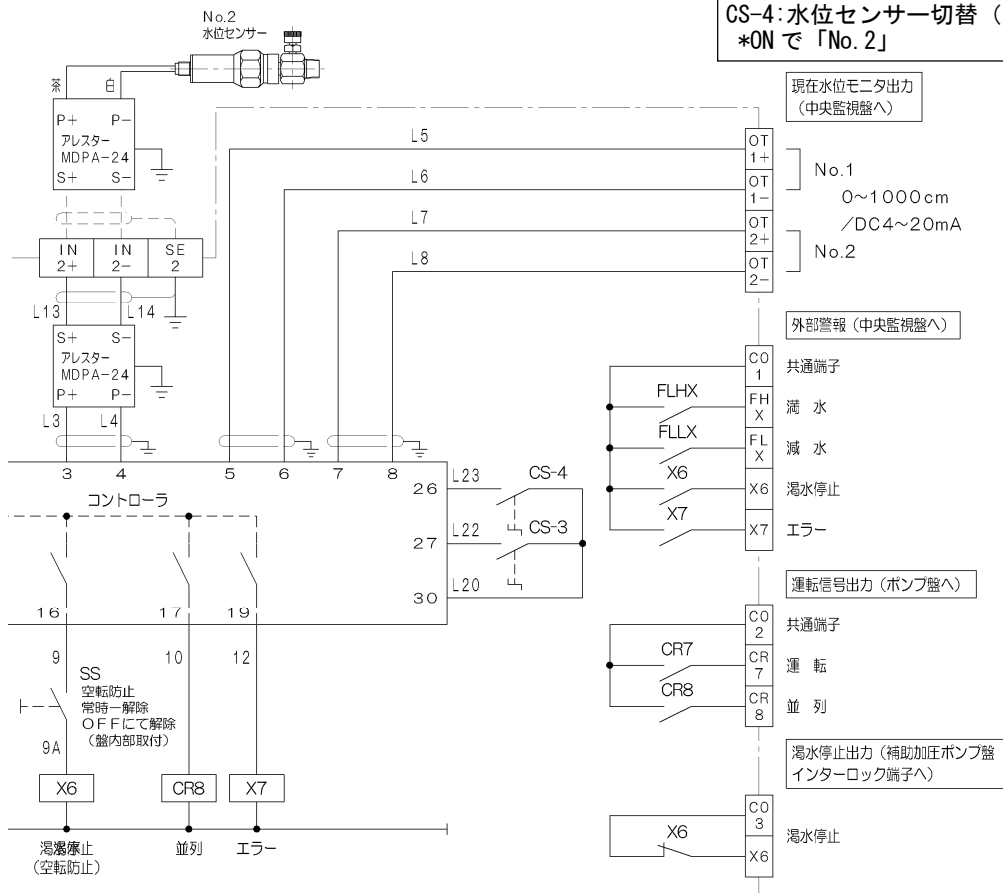 No.2
水位センサー
CS-4:水位センサー切替（
*ONで「No.2」
茶 白
P+ P-
アレスター
MDPA-24
S+ S-
IN 2+
IN 2-
SE 2
L13 L14
S+ S-
アレスター
MDPA-24
P+ P-
L3 L4
3 4 5 6 7 8
L5
L6
L7
L8
現在水位モニタ出力
（中央監視盤へ）
OT 1+
OT 1-
OT 2+
OT 2-
No.1
0~1000cm
/DC4~20mA
No.2
外部警報（中央監視盤へ）
CO 1 共通端子
FLHX FH X 満 水
FLLX FL X 減 水
X6 X6 渇水停止
X7 X7 エラー
コントローラ
26 L23 CS-4
27 L22 CS-3
30 L20
16 17 19
9 10 12
SS
空転防止
常時一解除
OFFにて解除
（盤内部取付）
9A
X6 CR8 X7
並列 エラー
（空転防止）
運転信号出力（ポンプ盤へ）
CO 2 共通端子
CR7 CR 7 運 転
CR8 CR 8 並 列
渇水停止出力（補助加圧ポンプ盤
インターロック端子へ）
CO 3
X6 X6
渇水停止